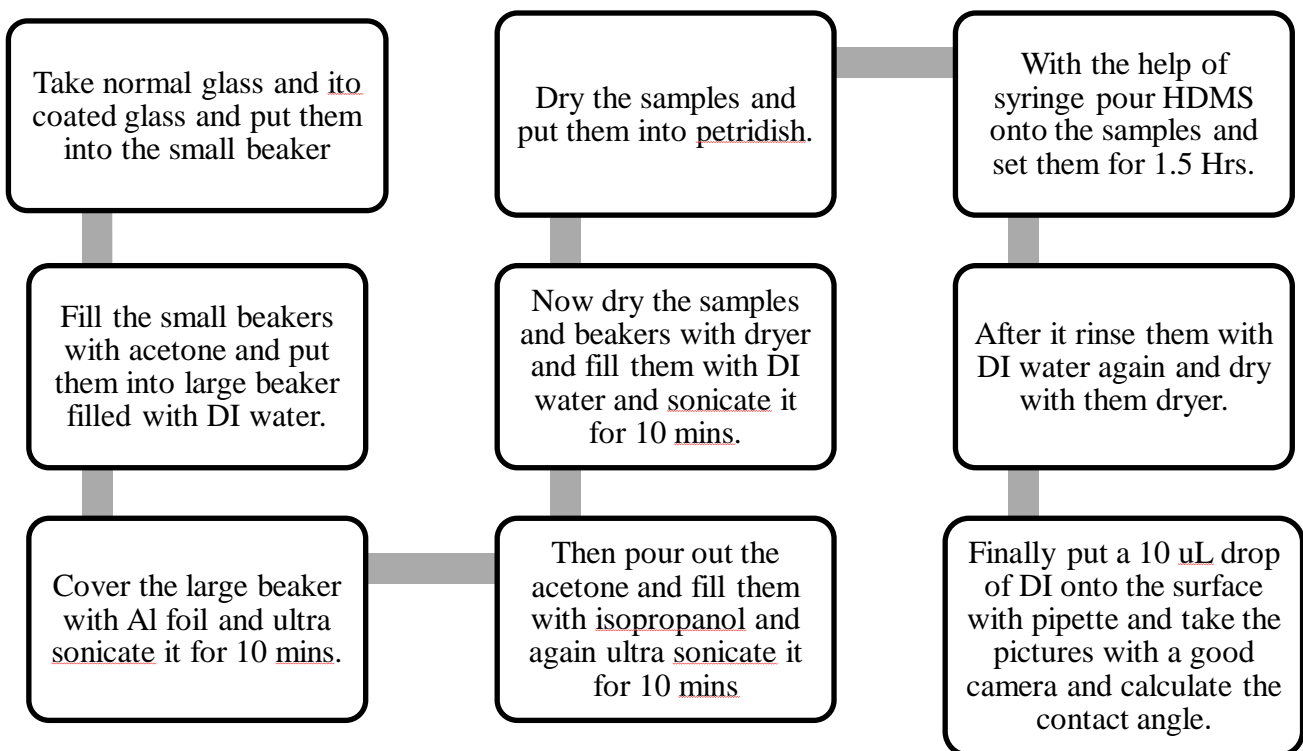 Take normal glass and ito
coated glass and put them
into the small beaker
Fill the small beakers
with acetone and put
them into large beaker
filled with DI water.
Cover the large beaker
with Al foil and ultra
sonicate it for 10 mins.
Then pour out the
acetone and fill them
with isopropanol and
again ultra sonicate it
for 10 mins
Now dry the samples
and beakers with dryer
and fill them with DI
water and sonicate it
for 10 mins.
Dry the samples and
put them into petridish.
With the help of
syringe pour HDMS
onto the samples and
set them for 1.5 Hrs.
After it rinse them with
DI water again and dry
with them dryer.
Finally put a 10 uL drop
of DI onto the surface
with pipette and take the
pictures with a good
camera and calculate the
contact angle.